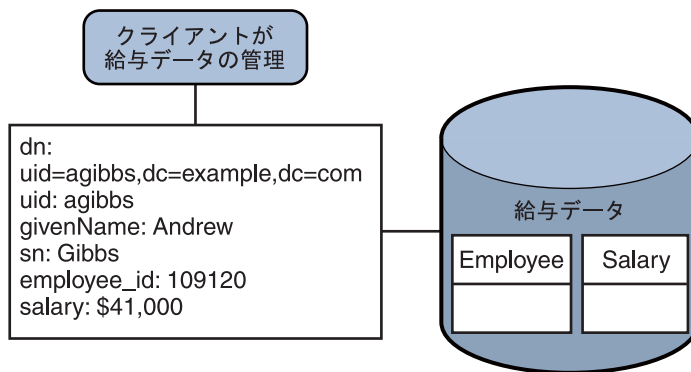 クライアントが
給与データの管理
dn:
uid=agibbs,dc=example,dc=com
uid: agibbs
givenName: Andrew
sn: Gibbs
employee_id: 109120
salary: $41,000
給与データ
Employee
Salary